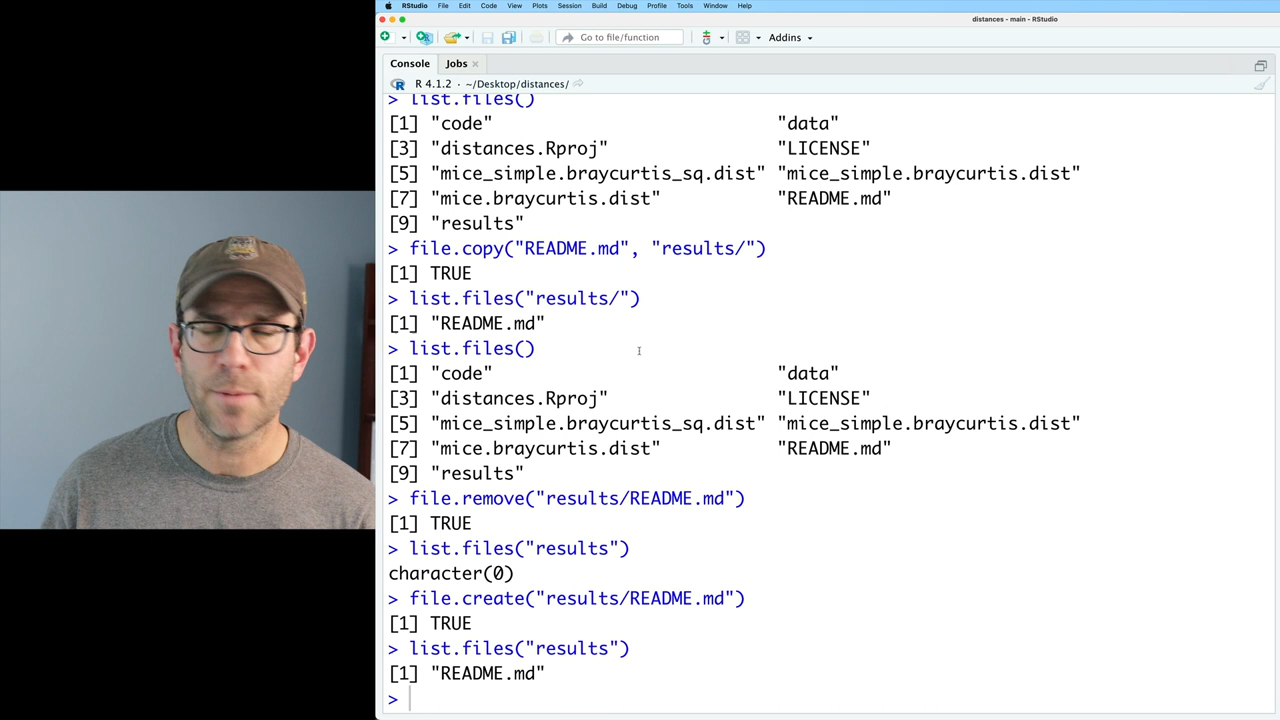 RStudio File Edit Code View Plots Session Build Debug Profile Tools Window Help
distances - main - RStudio
Go to file/function Addins
Console Jobs
R 4.1.2 · ~/Desktop/distances/
> list.files()
[1] "code" "data"
[3] "distances.Rproj" "LICENSE"
[5] "mice_simple.braycurtis_sq.dist" "mice_simple.braycurtis.dist"
[7] "mice.braycurtis.dist" "README.md"
[9] "results"
> file.copy("README.md", "results/")
[1] TRUE
> list.files("results/")
[1] "README.md"
> list.files()
[1] "code" "data"
[3] "distances.Rproj" "LICENSE"
[5] "mice_simple.braycurtis_sq.dist" "mice_simple.braycurtis.dist"
[7] "mice.braycurtis.dist" "README.md"
[9] "results"
> file.remove("results/README.md")
[1] TRUE
> list.files("results")
character(0)
> file.create("results/README.md")
[1] TRUE
> list.files("results")
[1] "README.md"
>